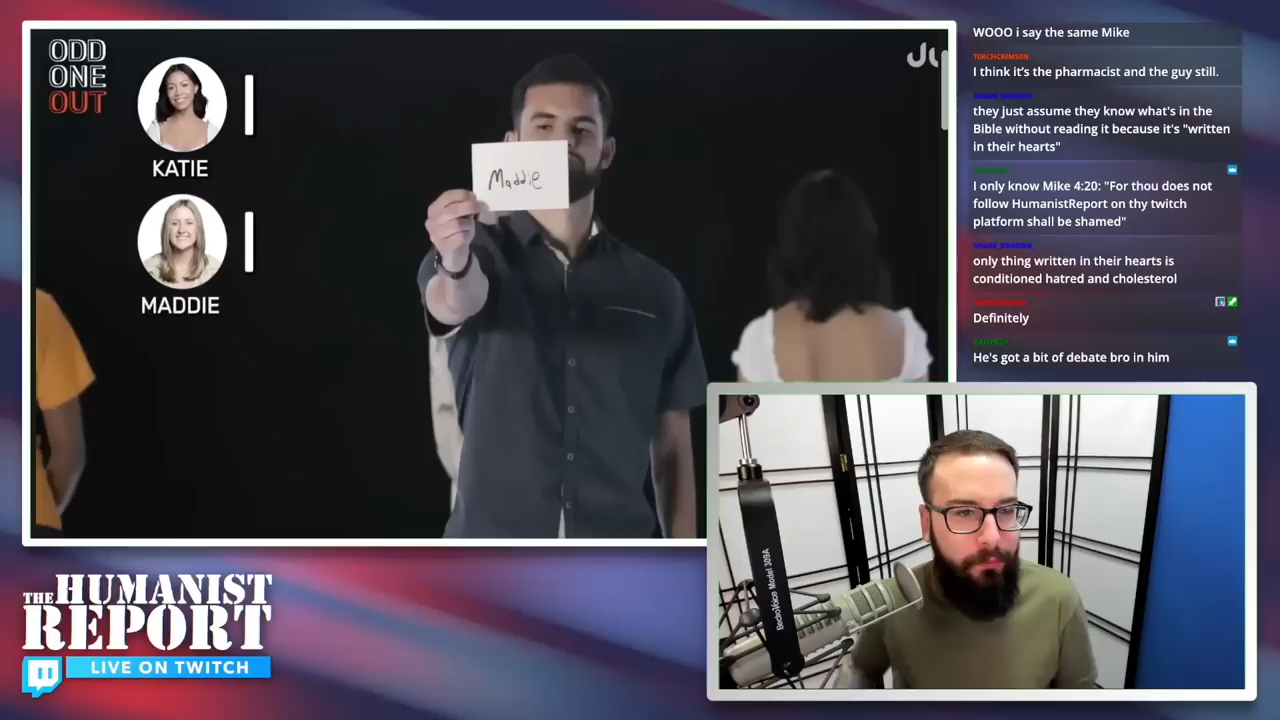 ODD
ONE
OUT
KATIE
MADDIE
Maddie
WOOO i say the same Mike
T0RCHCR1MS0N
I think it's the pharmacist and the guy still.
they just assume they know what's in the
Bible without reading it because it's "written
in their hearts"
I only know Mike 4:20: "For thou does not
follow HumanistReport on thy twitch
platform shall be shamed"
only thing written in their hearts is
conditioned hatred and cholesterol
Definitely
He's got a bit of debate bro in him
ElectroVoice Model 309A
THE HUMANIST
REPORT
LIVE ON TWITCH